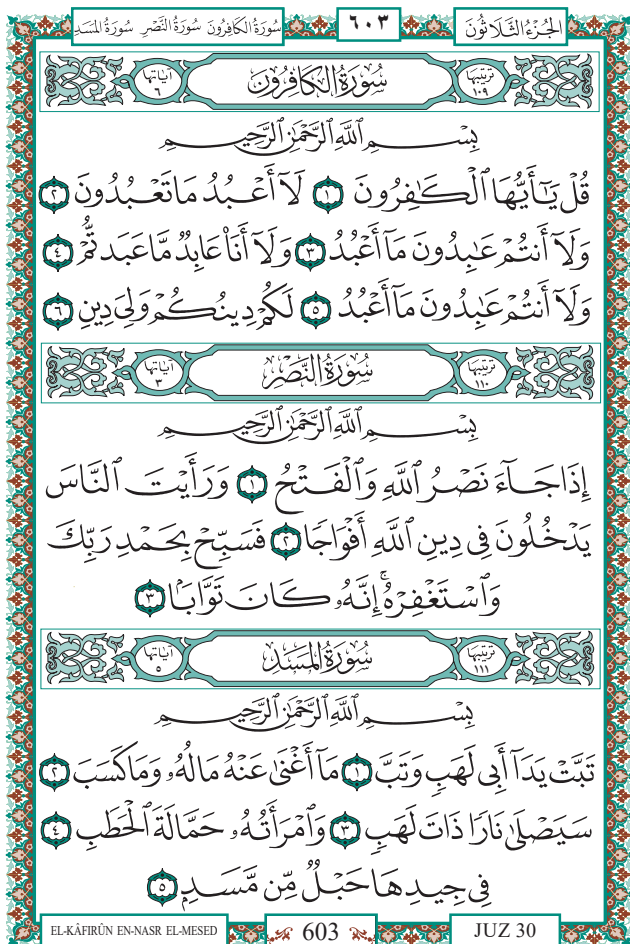 سُورَةُ الكَافِرُونَ سُورَةُ النَّصْرِ سُورَةُ المَسَدِ ٦٠٣ الجُزْءُ الثَّلَاثُونَ
ترتيبها ١٠٩ سُورَةُ الكَافِرُونَ آياتها ٦
بِسْمِ ٱللَّهِ ٱلرَّحْمَٰنِ ٱلرَّحِيمِ
قُلْ يَٰٓأَيُّهَا ٱلْكَٰفِرُونَ ١ لَآ أَعْبُدُ مَا تَعْبُدُونَ ٢
وَلَآ أَنتُمْ عَٰبِدُونَ مَآ أَعْبُدُ ٣ وَلَآ أَنَا۠ عَابِدٌ مَّا عَبَدتُّمْ ٤
وَلَآ أَنتُمْ عَٰبِدُونَ مَآ أَعْبُدُ ٥ لَكُمْ دِينُكُمْ وَلِىَ دِينِ ٦
ترتيبها ١١٠ سُورَةُ النَّصْرِ آياتها ٣
بِسْمِ ٱللَّهِ ٱلرَّحْمَٰنِ ٱلرَّحِيمِ
إِذَا جَآءَ نَصْرُ ٱللَّهِ وَٱلْفَتْحُ ١ وَرَأَيْتَ ٱلنَّاسَ
يَدْخُلُونَ فِى دِينِ ٱللَّهِ أَفْوَاجًا ٢ فَسَبِّحْ بِحَمْدِ رَبِّكَ
وَٱسْتَغْفِرْهُ ۚ إِنَّهُۥ كَانَ تَوَّابًۢا ٣
ترتيبها ١١١ سُورَةُ المَسَدِ آياتها ٥
بِسْمِ ٱللَّهِ ٱلرَّحْمَٰنِ ٱلرَّحِيمِ
تَبَّتْ يَدَآ أَبِى لَهَبٍ وَتَبَّ ١ مَآ أَغْنَىٰ عَنْهُ مَالُهُۥ وَمَا كَسَبَ ٢
سَيَصْلَىٰ نَارًا ذَاتَ لَهَبٍ ٣ وَٱمْرَأَتُهُۥ حَمَّالَةَ ٱلْحَطَبِ ٤
فِى جِيدِهَا حَبْلٌ مِّن مَّسَدٍۭ ٥
EL-KÂFIRÛN EN-NASR EL-MESED 603 JUZ 30